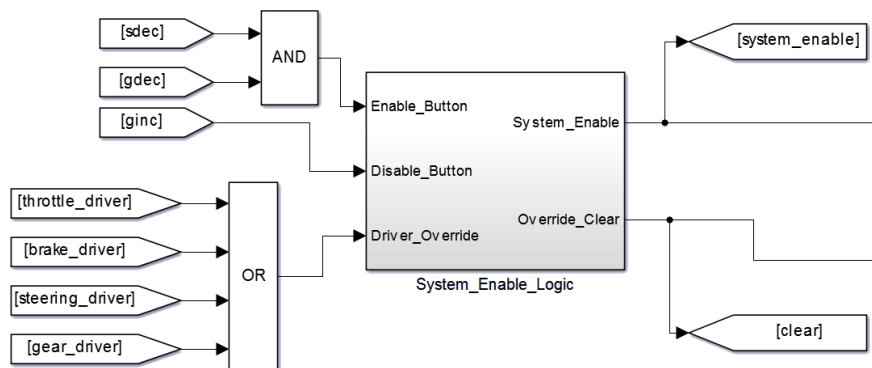 [sdec]
[gdec]
AND
[ginc]
[system_enable]
Enable_Button
System_Enable
Disable_Button
Override_Clear
Driver_Override
System_Enable_Logic
[throttle_driver]
[brake_driver]
OR
[steering_driver]
[gear_driver]
[clear]